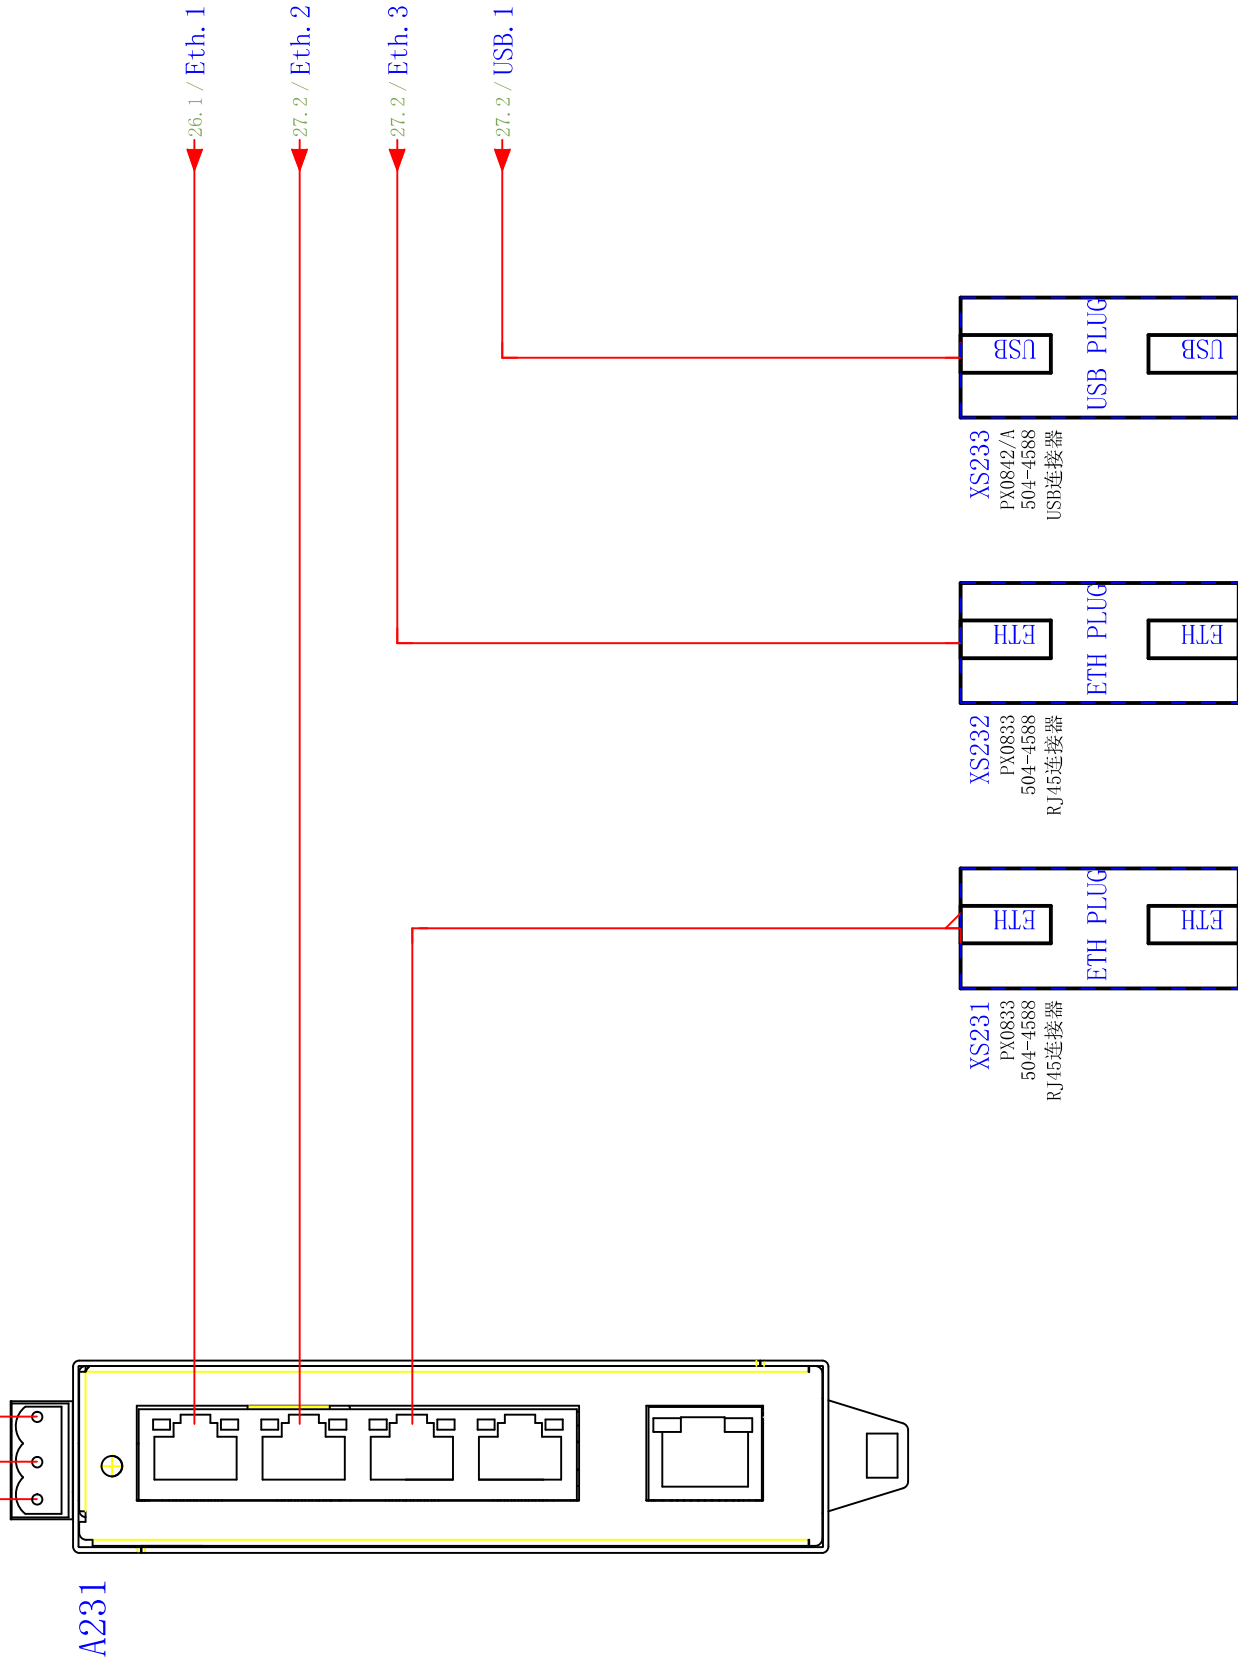 26.1 / Eth.1
27.2 / Eth.2
27.2 / Eth.3
27.2 / USB.1
USB
USB PLUG
USB
XS233
PX0842/A
504-4588
USB连接器
ETH
ETH PLUG
ETH
XS232
PX0833
504-4588
RJ45连接器
ETH
ETH PLUG
ETH
XS231
PX0833
504-4588
RJ45连接器
A231